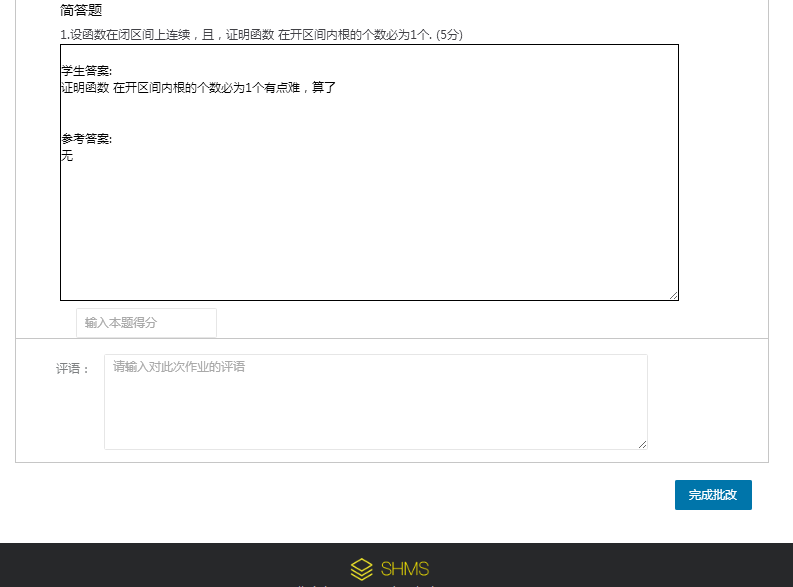 简答题
1.设函数在闭区间上连续，且，证明函数 在开区间内根的个数必为1个. (5分)
学生答案:
证明函数 在开区间内根的个数必为1个有点难，算了
参考答案:
无
输入本题得分
评语：
请输入对此次作业的评语
完成批改
SHMS